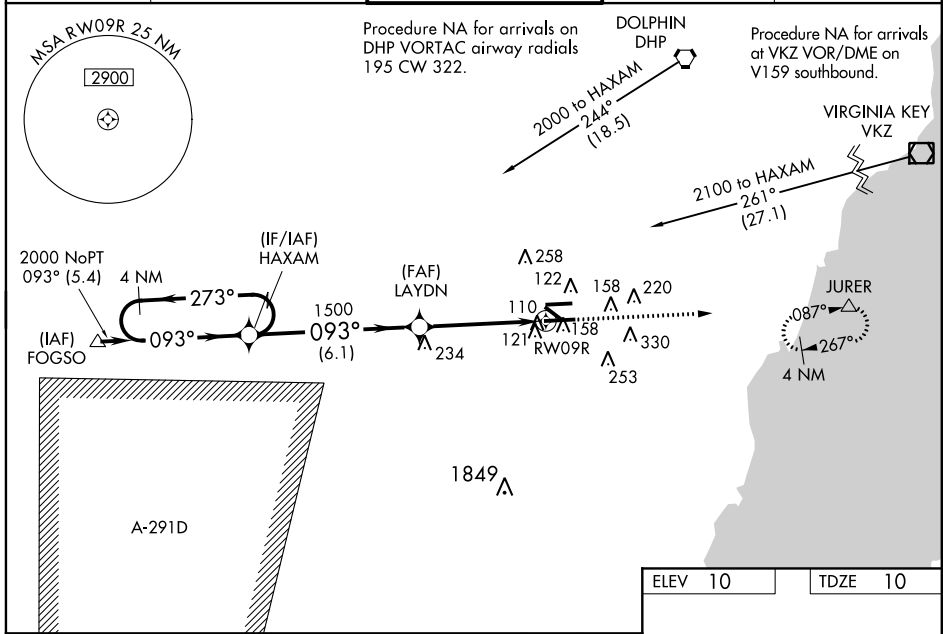 MSA RW09R 25 NM
2900
Procedure NA for arrivals on
DHP VORTAC airway radials
195 CW 322.
DOLPHIN
DHP
Procedure NA for arrivals
at VKZ VOR/DME on
V159 southbound.
2000 to HAXAM
244°
(18.5)
VIRGINIA KEY
VKZ
2100 to HAXAM
261°
(27.1)
2000 NoPT
093° (5.4)
4 NM
(IF/IAF)
HAXAM
273°
093°
(IAF)
FOGSO
1500
093°
(6.1)
(FAF)
LAYDN
234
258
122
110
121
158
RW09R
158
220
330
253
JURER
087°
267°
4 NM
1849
A-291D
ELEV 10
TDZE 10